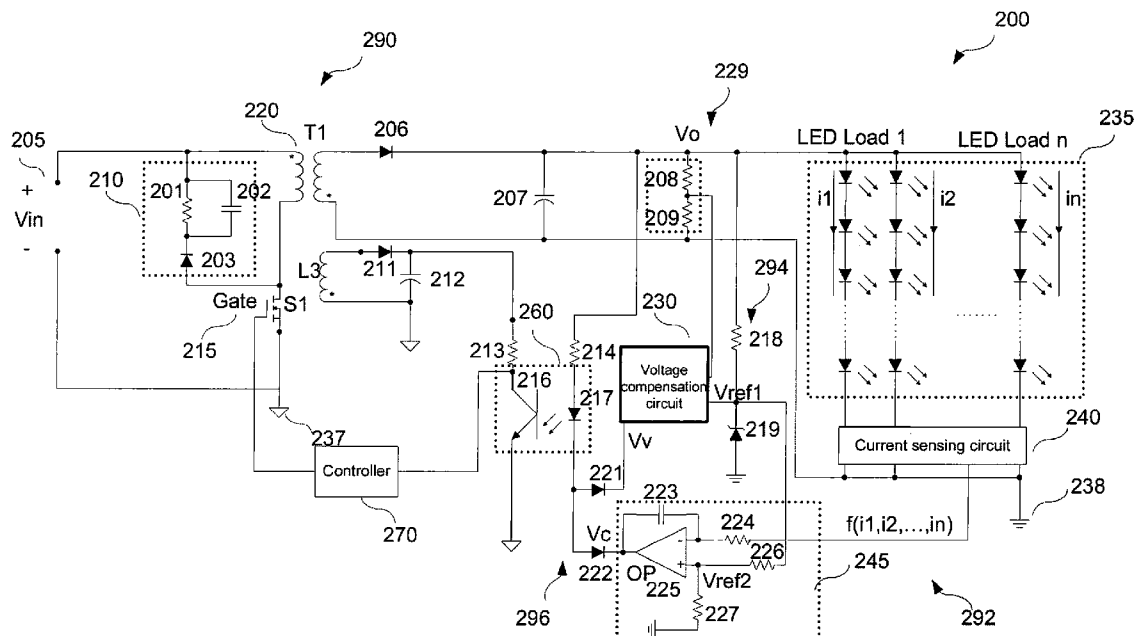 200
290
229
220
T1
206
Vo
LED Load 1
LED Load n
235
205
+
Vin
-
210
201
202
203
207
208
209
i1
i2
in
L3
211
212
294
Gate
S1
215
260
230
218
213
214
216
217
Voltage
compensation
circuit
Vref1
219
240
Current sensing circuit
237
Controller
270
Vv
221
223
238
Vc
224
f(i1,i2,...,in)
222
OP
-
+
225
Vref2
226
245
227
296
292